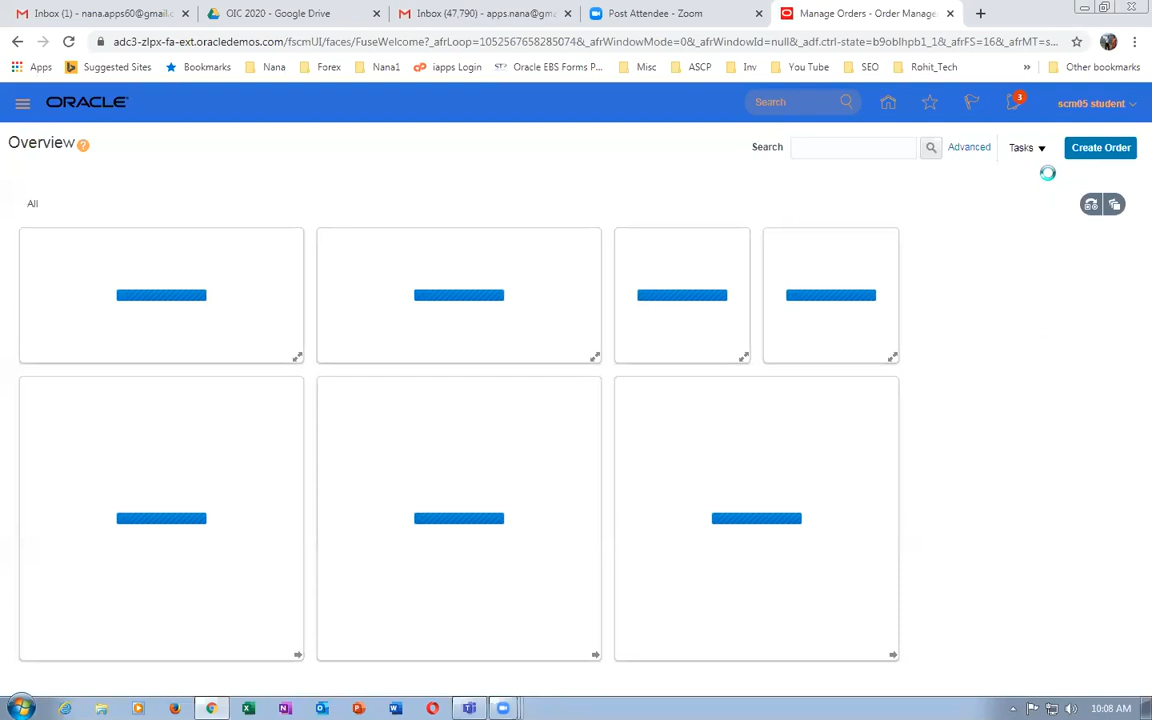 Inbox (1) - nana.apps60@gmail.c
OIC 2020 - Google Drive
Inbox (47,790) - apps.nana@gm
Post Attendee - Zoom
Manage Orders - Order Manage
adc3-zlpx-fa-ext.oracledemos.com/fscmUI/faces/FuseWelcome?_afrLoop=1052567658285074&_afrWindowMode=0&_afrWindowId=null&_adf.ctrl-state=b9oblhpb1_1&_afrFS=16&_afrMT=s...
Apps
Suggested Sites
Bookmarks
Nana
Forex
Nana1
iapps Login
Oracle EBS Forms P...
Misc
ASCP
Inv
You Tube
SEO
Rohit_Tech
»
Other bookmarks
ORACLE
Search
3
scm05 student
Overview
Search
Advanced
Tasks
Create Order
All
10:08 AM